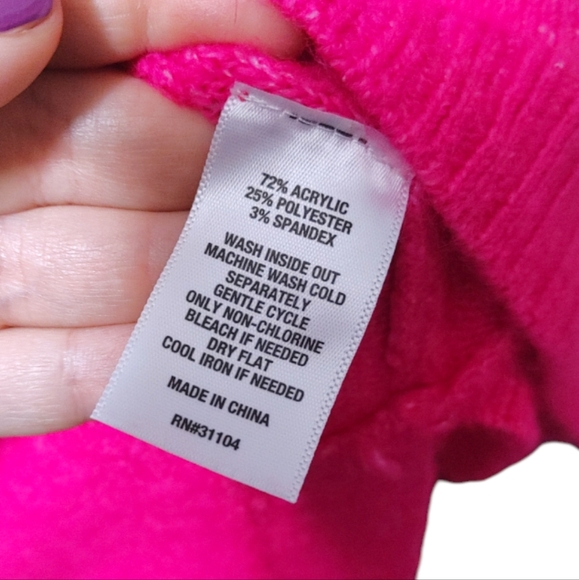 72% ACRYLIC
25% POLYESTER
3% SPANDEX
WASH INSIDE OUT
MACHINE WASH COLD
SEPARATELY
GENTLE CYCLE
ONLY NON-CHLORINE
BLEACH IF NEEDED
DRY FLAT
COOL IRON IF NEEDED
MADE IN CHINA
RN#31104